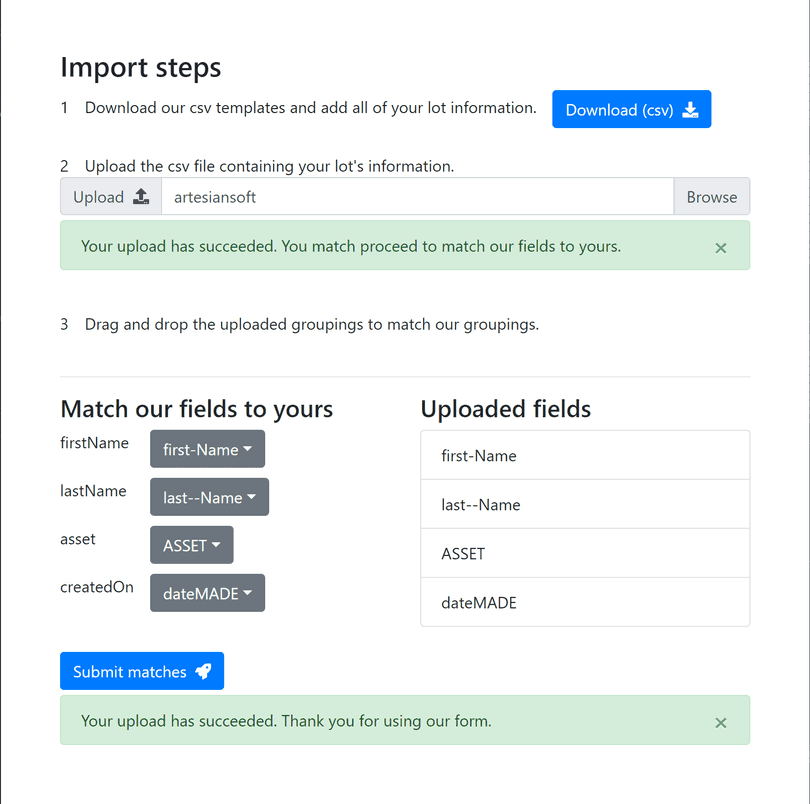 Import steps
1 Download our csv templates and add all of your lot information. Download (csv)
2 Upload the csv file containing your lot's information.
Upload artesiansoft Browse
Your upload has succeeded. You match proceed to match our fields to yours. ×
3 Drag and drop the uploaded groupings to match our groupings.
Match our fields to yours
firstName first-Name
lastName last--Name
asset ASSET
createdOn dateMADE
Uploaded fields
first-Name
last--Name
ASSET
dateMADE
Submit matches
Your upload has succeeded. Thank you for using our form. ×